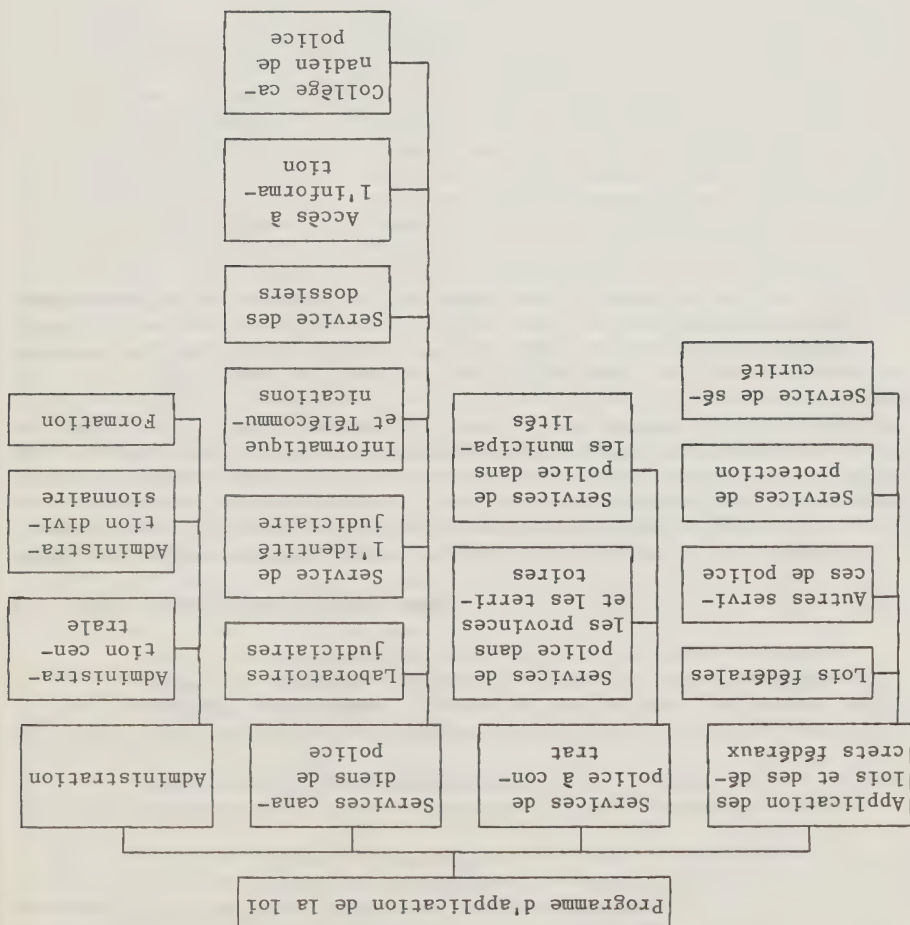 Programme d'application de la loi
Application des
lois et des dé-
crets fédéraux
Lois fédérales
Autres servi-
ces de police
Services de
protection
Service de sé-
curité
Services de
police à con-
trat
Services de
police dans
les provinces
et les terri-
toires
Services de
police dans
les municipa-
lités
Services cana-
diens de
police
Laboratoires
judiciaires
Service de
l'identité
judiciaire
Informatique
et Télécommu-
nications
Service des
dossiers
Accès à
l'informa-
tion
Collège ca-
nadien de
police
Administration
Administra-
tion cen-
trale
Administra-
tion divi-
sionnaire
Formation